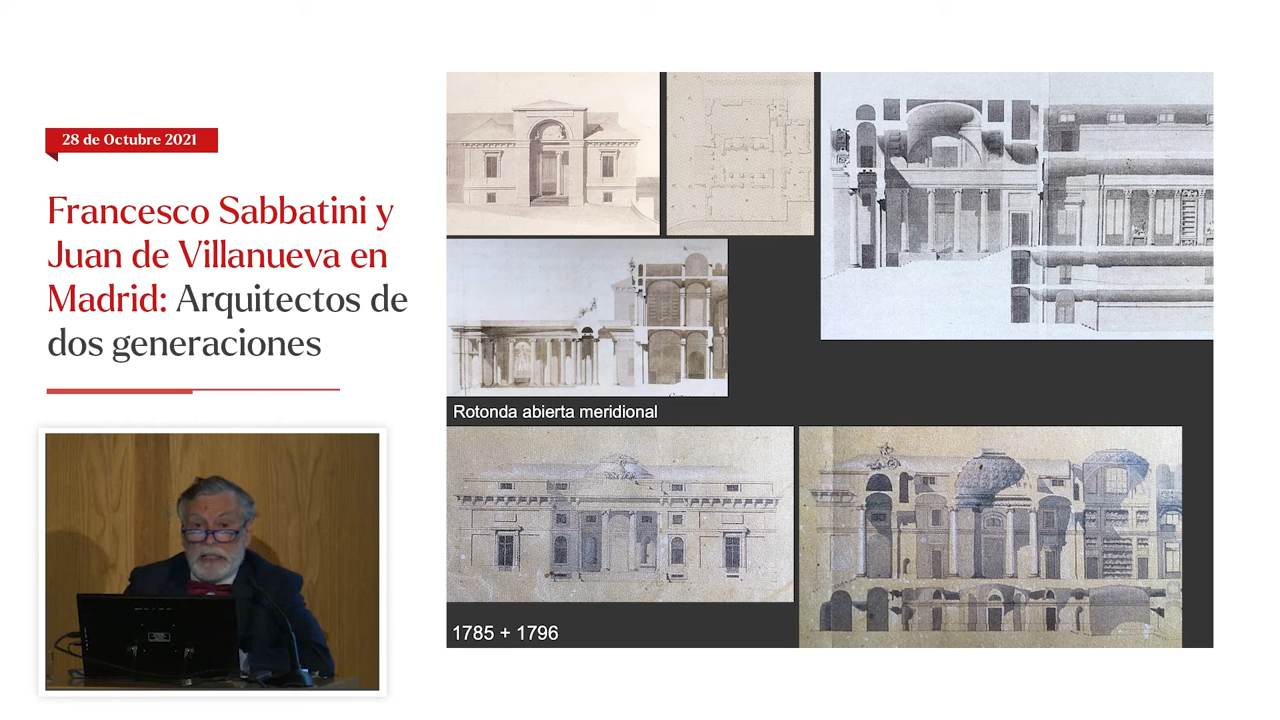 28 de Octubre 2021
Francesco Sabbatini y
Juan de Villanueva en
Madrid: Arquitectos de
dos generaciones
Rotonda abierta meridional
1785 + 1796